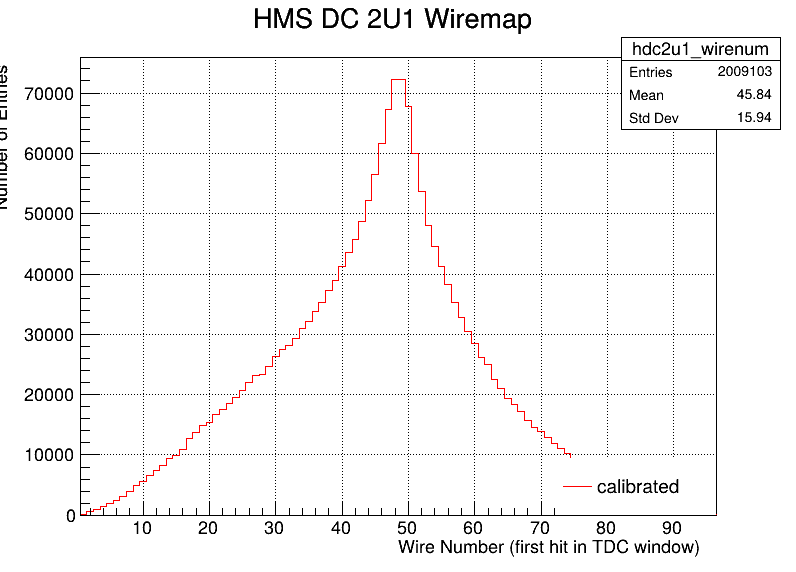 HMS DC 2U1 Wiremap
hdc2u1_wirenum
Entries 2009103
Mean 45.84
Std Dev 15.94
Number of Entries
70000
60000
50000
40000
30000
20000
10000
0
calibrated
10 20 30 40 50 60 70 80 90
Wire Number (first hit in TDC window)